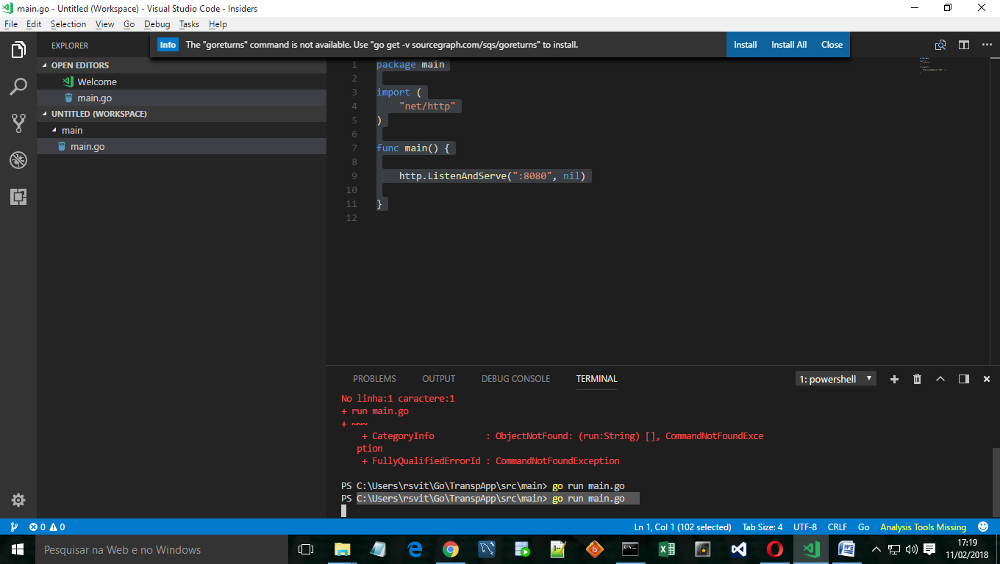 main.go - Untitled (Workspace) - Visual Studio Code - Insiders
File Edit Selection View Go Debug Tasks Help
EXPLORER
Info The "goreturns" command is not available. Use "go get -v sourcegraph.com/sqs/goreturns" to install. Install Install All Close
OPEN EDITORS
Welcome
main.go
UNTITLED (WORKSPACE)
main
main.go
1 package main
2
3 import (
4 "net/http"
5 )
6
7 func main() {
8
9 http.ListenAndServe(":8080", nil)
10
11 }
12
PROBLEMS OUTPUT DEBUG CONSOLE TERMINAL 1: powershell
No linha:1 caractere:1
+ run main.go
+ ~~~
+ CategoryInfo : ObjectNotFound: (run:String) [], CommandNotFoundExce
ption
+ FullyQualifiedErrorId : CommandNotFoundException
PS C:\Users\rsvit\Go\TranspApp\src\main> go run main.go
PS C:\Users\rsvit\Go\TranspApp\src\main> go run main.go
0 0 Ln 1, Col 1 (102 selected) Tab Size: 4 UTF-8 CRLF Go Analysis Tools Missing
Pesquisar na Web e no Windows
17:19
11/02/2018